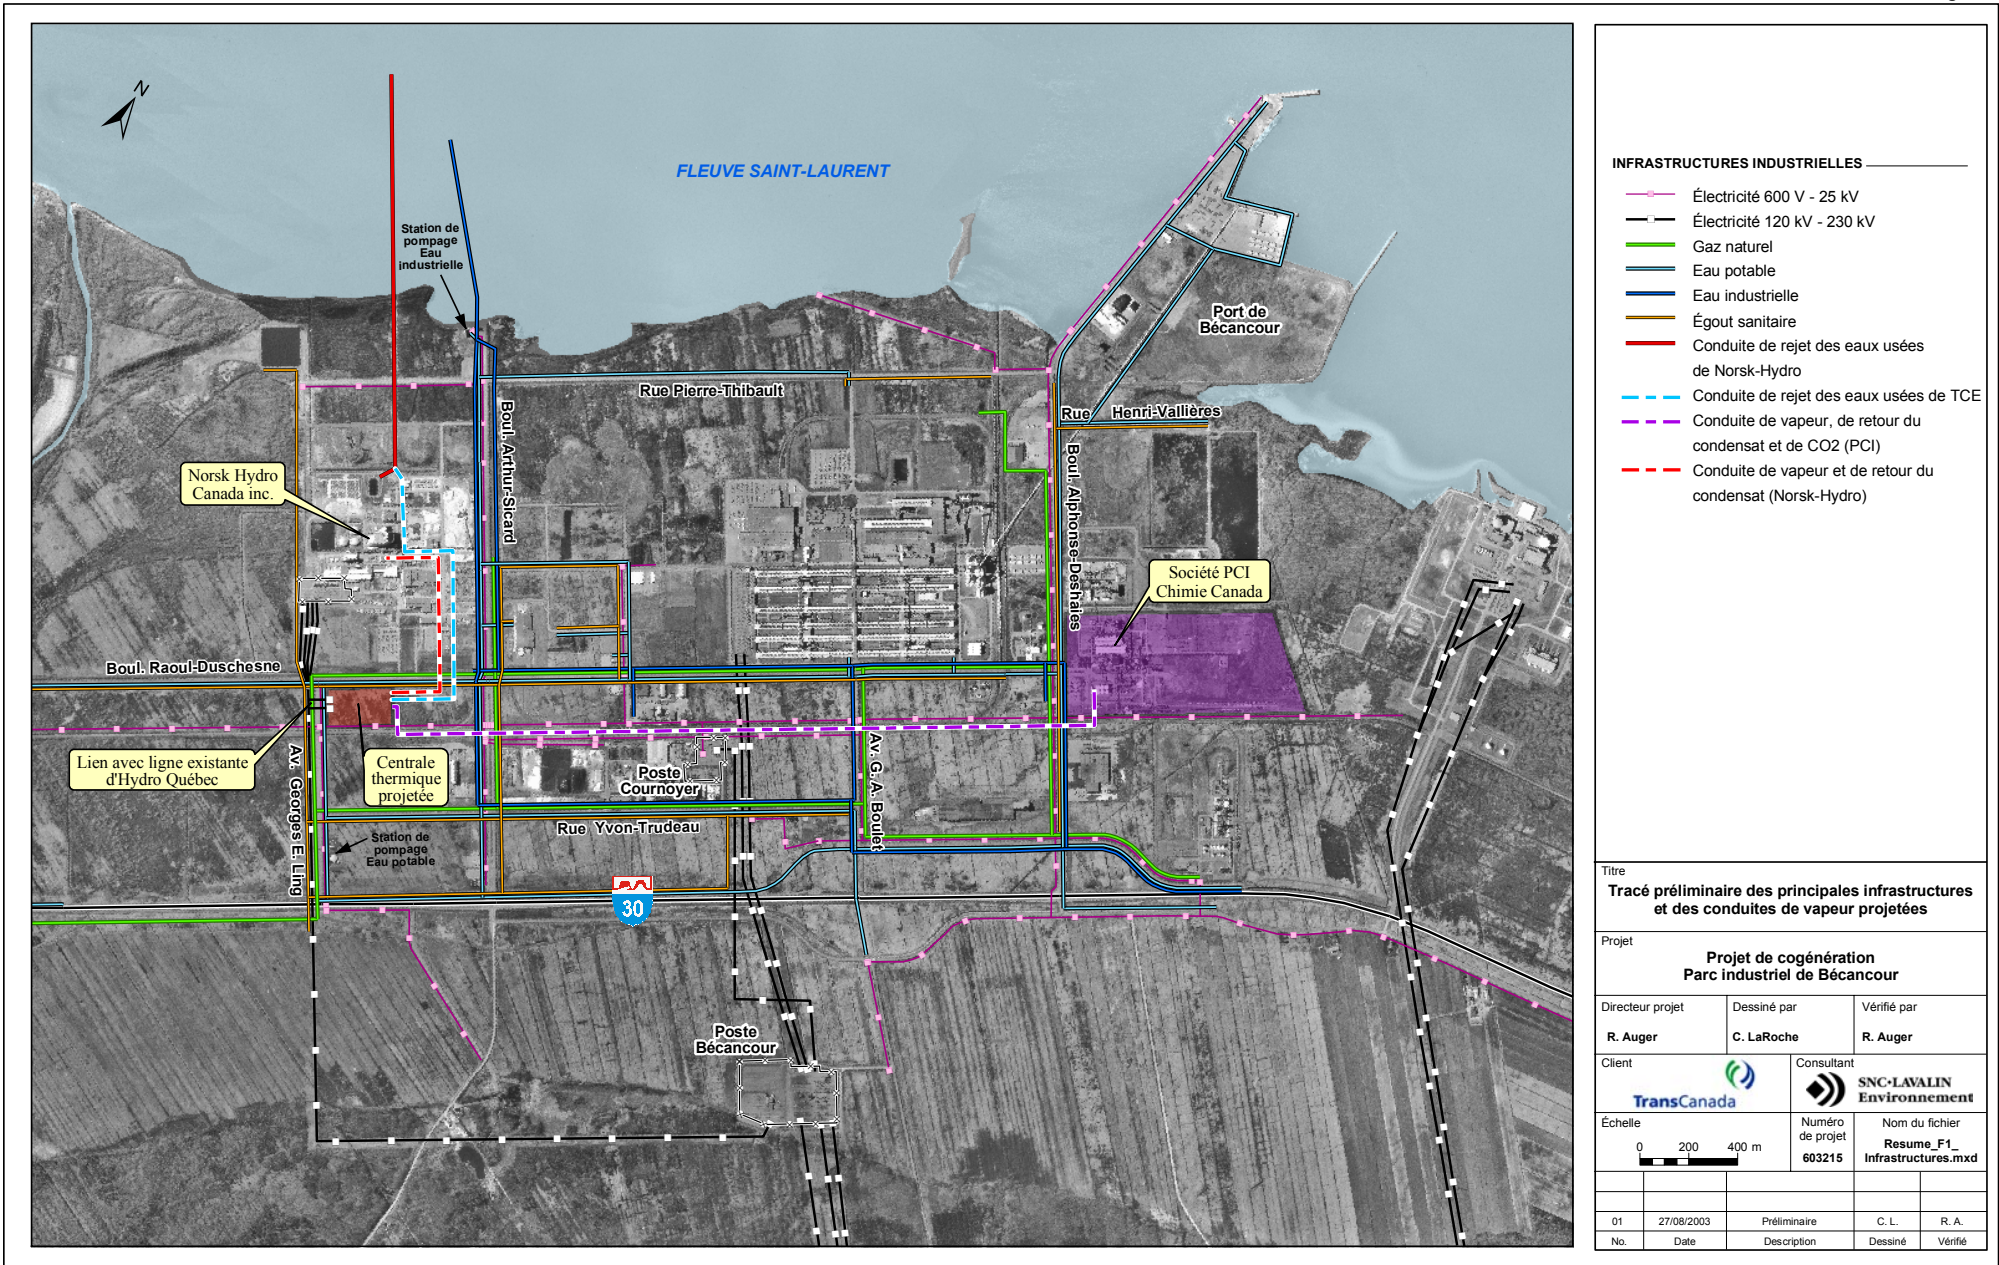 N
FLEUVE SAINT-LAURENT
Station de
pompage
Eau
industrielle
Port de
Bécancour
Rue Pierre-Thibault
Rue Henri-Vallières
Boul. Arthur-Sicard
Boul. Alphonse-Deshaies
Norsk Hydro
Canada inc.
Société PCI
Chimie Canada
Boul. Raoul-Duschesne
Lien avec ligne existante
d'Hydro Québec
Av. Georges E. Ling
Centrale
thermique
projetée
Poste
Cournoyer
Av. G. A. Boulet
Rue Yvon-Trudeau
Station de
pompage
Eau potable
30
Poste
Bécancour
INFRASTRUCTURES INDUSTRIELLES
Électricité 600 V - 25 kV
Électricité 120 kV - 230 kV
Gaz naturel
Eau potable
Eau industrielle
Égout sanitaire
Conduite de rejet des eaux usées
de Norsk-Hydro
Conduite de rejet des eaux usées de TCE
Conduite de vapeur, de retour du
condensat et de CO2 (PCI)
Conduite de vapeur et de retour du
condensat (Norsk-Hydro)
Titre
Tracé préliminaire des principales infrastructures
et des conduites de vapeur projetées
Projet
Projet de cogénération
Parc industriel de Bécancour
Directeur projet Dessiné par Vérifié par
R. Auger C. LaRoche R. Auger
Client Consultant
TransCanada
SNC•LAVALIN
Environnement
Échelle
0 200 400 m
Numéro
de projet
603215
Nom du fichier
Resume_F1_
Infrastructures.mxd
01 27/08/2003 Préliminaire C. L. R. A.
No. Date Description Dessiné Vérifié